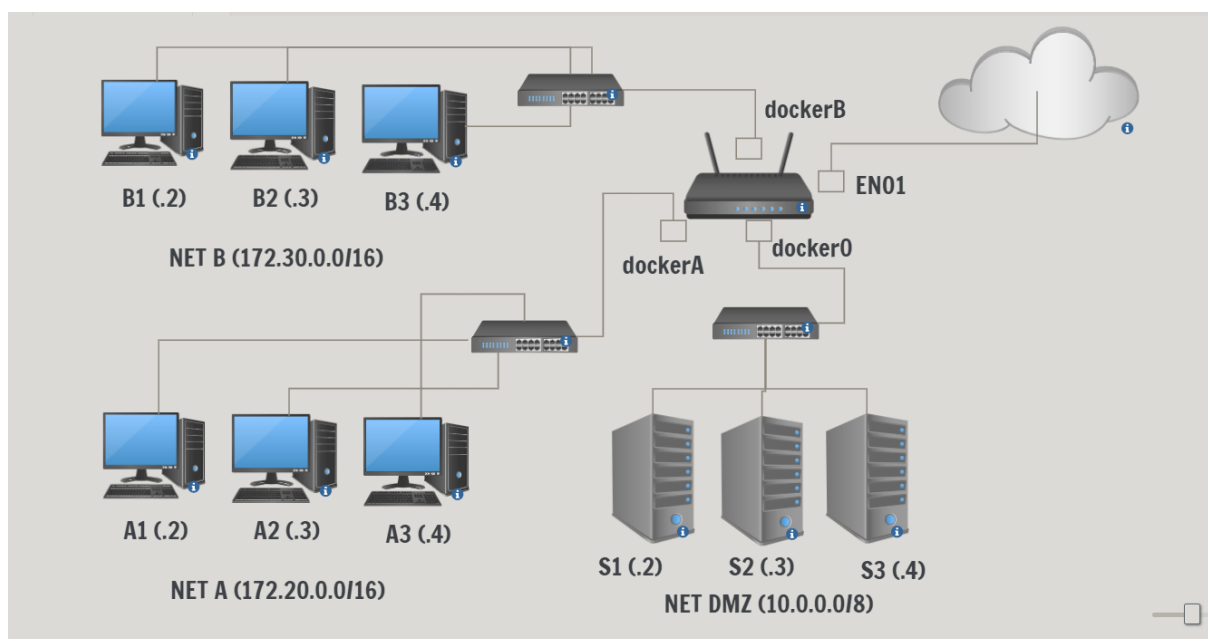 dockerB
EN01
B1 (.2)
B2 (.3)
B3 (.4)
NET B (172.30.0.0/16)
dockerA
docker0
A1 (.2)
A2 (.3)
A3 (.4)
NET A (172.20.0.0/16)
S1 (.2)
S2 (.3)
S3 (.4)
NET DMZ (10.0.0.0/8)